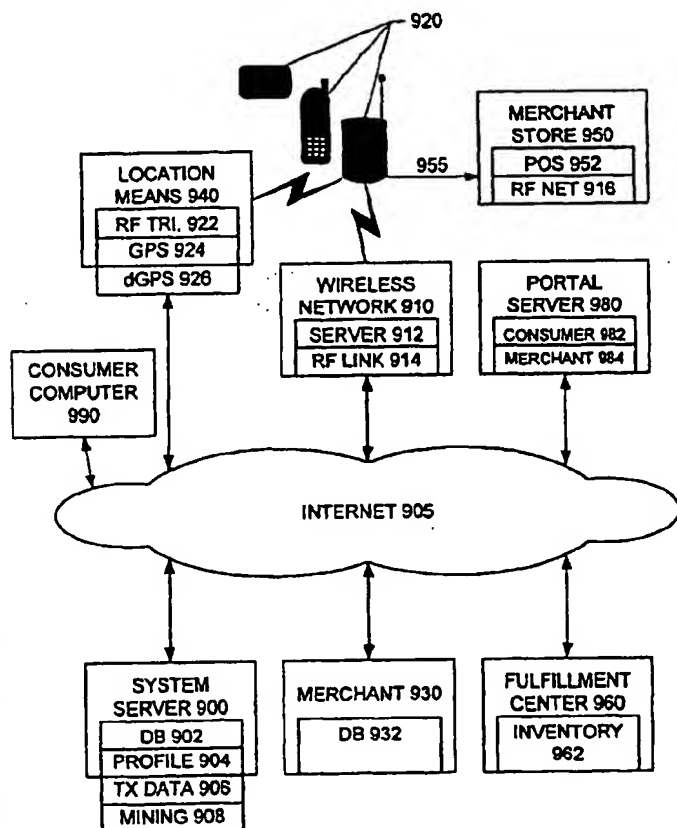 920
MERCHANT
STORE 950
POS 952
RF NET 916
955
LOCATION
MEANS 940
RF TRI. 922
GPS 924
dGPS 926
WIRELESS
NETWORK 910
SERVER 912
RF LINK 914
PORTAL
SERVER 980
CONSUMER 982
MERCHANT 984
CONSUMER
COMPUTER
990
INTERNET 905
SYSTEM
SERVER 900
DB 902
PROFILE 904
TX DATA 906
MINING 908
MERCHANT 930
DB 932
FULFILLMENT
CENTER 960
INVENTORY
962